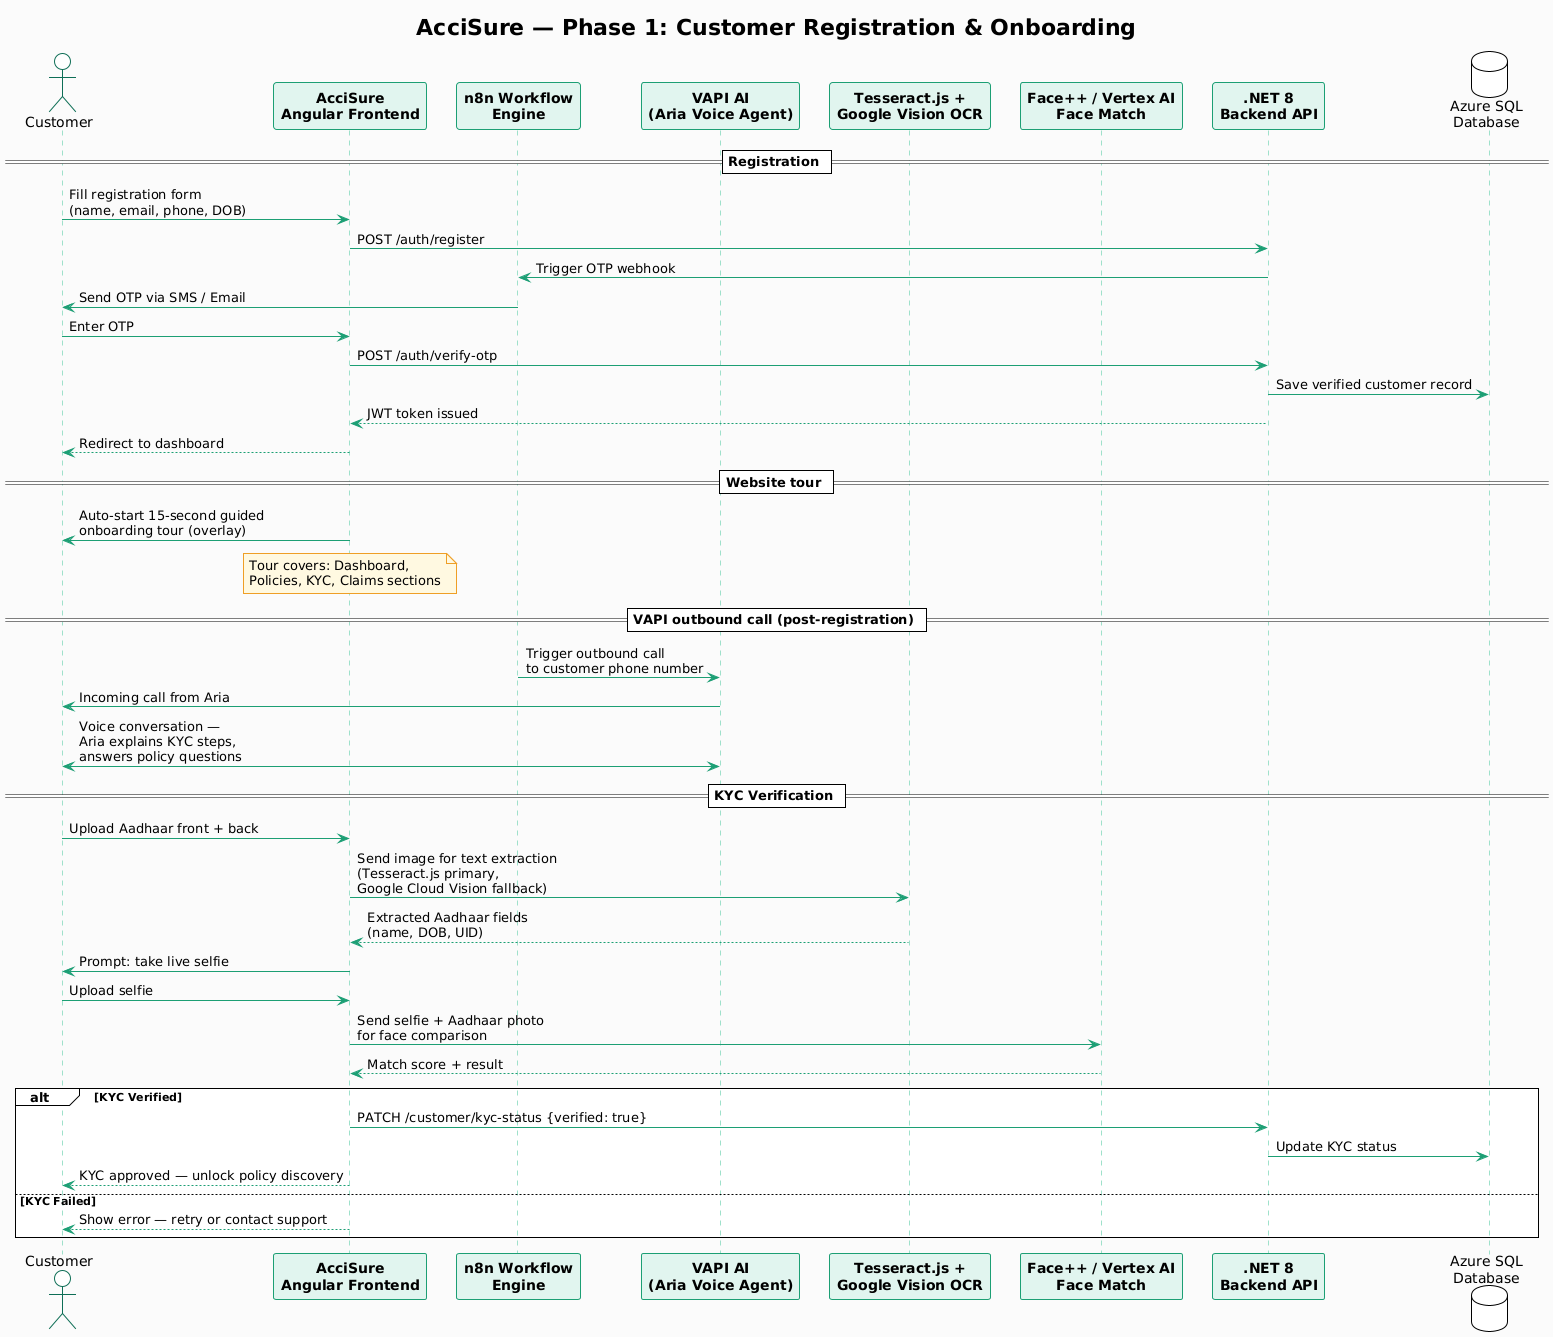 AcciSure — Phase 1: Customer Registration & Onboarding
Customer
AcciSure
Angular Frontend
n8n Workflow
Engine
VAPI AI
(Aria Voice Agent)
Tesseract.js +
Google Vision OCR
Face++ / Vertex AI
Face Match
.NET 8
Backend API
Azure SQL
Database
Registration
Fill registration form
(name, email, phone, DOB)
POST /auth/register
Trigger OTP webhook
Send OTP via SMS / Email
Enter OTP
POST /auth/verify-otp
Save verified customer record
JWT token issued
Redirect to dashboard
Website tour
Auto-start 15-second guided
onboarding tour (overlay)
Tour covers: Dashboard,
Policies, KYC, Claims sections
VAPI outbound call (post-registration)
Trigger outbound call
to customer phone number
Incoming call from Aria
Voice conversation —
Aria explains KYC steps,
answers policy questions
KYC Verification
Upload Aadhaar front + back
Send image for text extraction
(Tesseract.js primary,
Google Cloud Vision fallback)
Extracted Aadhaar fields
(name, DOB, UID)
Prompt: take live selfie
Upload selfie
Send selfie + Aadhaar photo
for face comparison
Match score + result
alt [KYC Verified]
PATCH /customer/kyc-status {verified: true}
Update KYC status
KYC approved — unlock policy discovery
[KYC Failed]
Show error — retry or contact support
Customer
AcciSure
Angular Frontend
n8n Workflow
Engine
VAPI AI
(Aria Voice Agent)
Tesseract.js +
Google Vision OCR
Face++ / Vertex AI
Face Match
.NET 8
Backend API
Azure SQL
Database